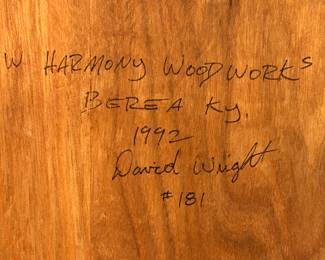 W HARMONY WOODWORKS
BEREA KY.
1992
David Wright
#181